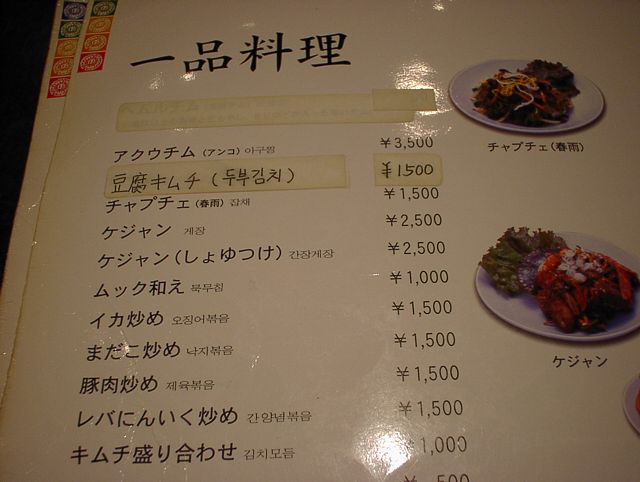 一品料理
アクウチム (アンコ) 아구찜 ¥3,500
豆腐キムチ (두부김치) ¥1500
チャプチェ (春雨) 잡채 ¥1,500
ケジャン 게장 ¥2,500
ケジャン (しょゆつけ) 간장게장 ¥2,500
ムック和え 묵무침 ¥1,000
イカ炒め 오징어볶음 ¥1,500
まだこ炒め 낙지볶음 ¥1,500
豚肉炒め 제육볶음 ¥1,500
レバにんいく炒め 간양념볶음 ¥1,500
キムチ盛り合わせ 김치모듬 ¥1,000
チャプチェ(春雨)
ケジャン